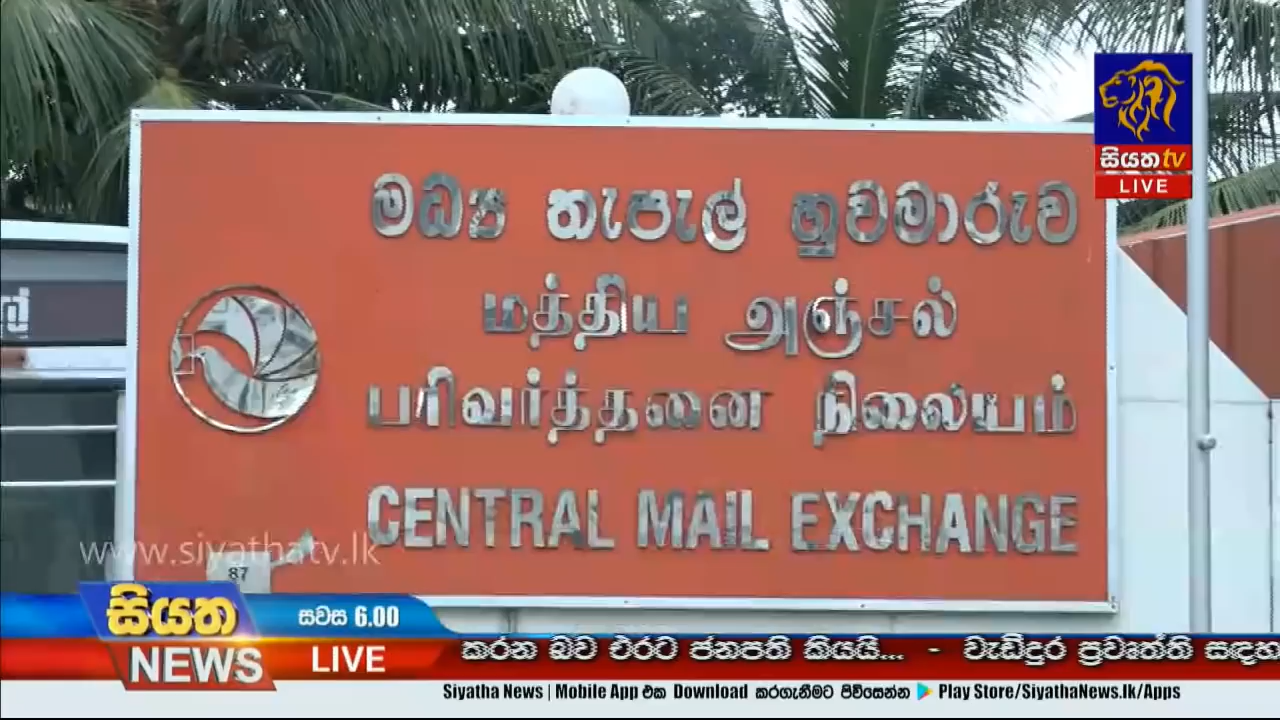 සියත tv
LIVE
මධ්‍ය තැපැල් හුවමාරුව
மத்திய அஞ்சல்
பரிவர்த்தனை நிலையம்
CENTRAL MAIL EXCHANGE
www.siyathatv.lk
87
සියත
NEWS
සවස 6.00
LIVE
කරන බව එරට ජනපති කියයි... - වැඩිදුර ප්‍රවෘත්ති සඳහා
Siyatha News | Mobile App එක Download කරගැනීමට පිවිසෙන්න Play Store/SiyathaNews.lk/Apps